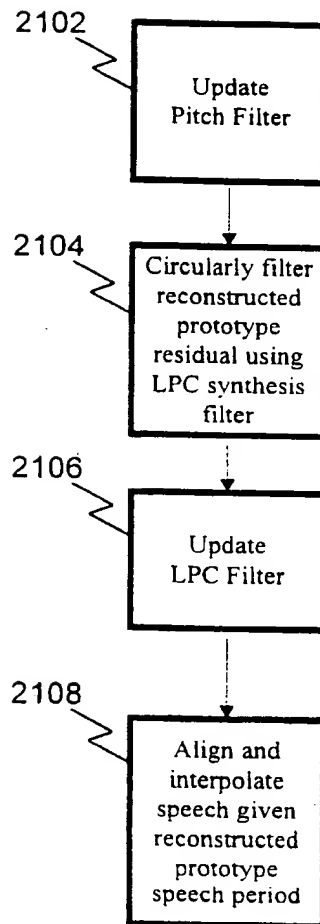 2102
Update
Pitch Filter
2104
Circularly filter
reconstructed
prototype
residual using
LPC synthesis
filter
2106
Update
LPC Filter
2108
Align and
interpolate
speech given
reconstructed
prototype
speech period